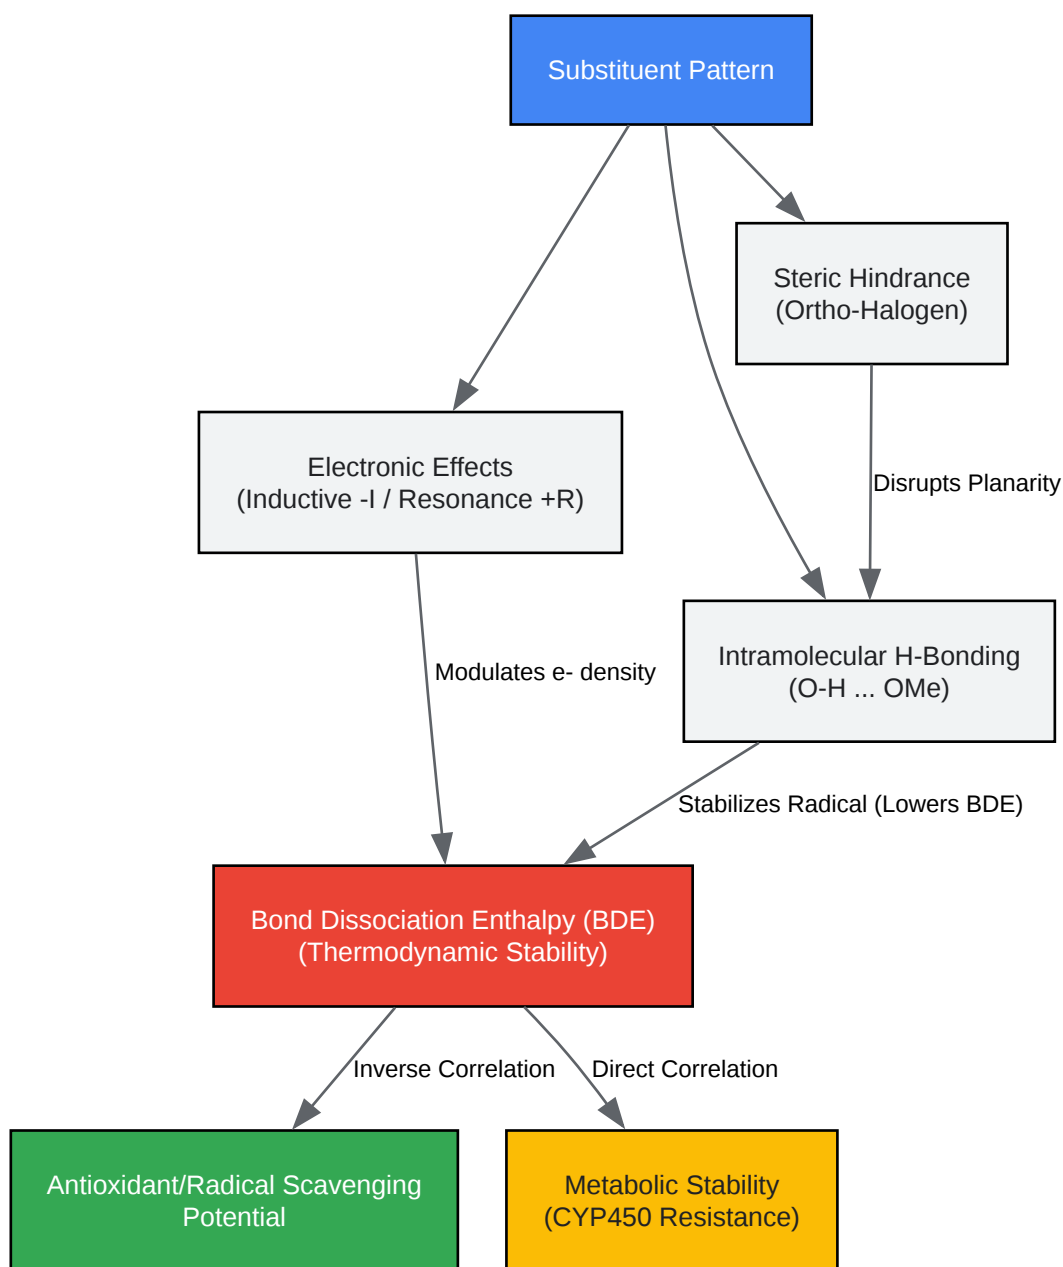 Substituent Pattern
Steric Hindrance
(Ortho-Halogen)
Electronic Effects
(Inductive -I / Resonance +R)
Disrupts Planarity
Intramolecular H-Bonding
(O-H ... OMe)
Modulates e- density
Stabilizes Radical (Lowers BDE)
Bond Dissociation Enthalpy (BDE)
(Thermodynamic Stability)
Inverse Correlation
Direct Correlation
Antioxidant/Radical Scavenging
Potential
Metabolic Stability
(CYP450 Resistance)